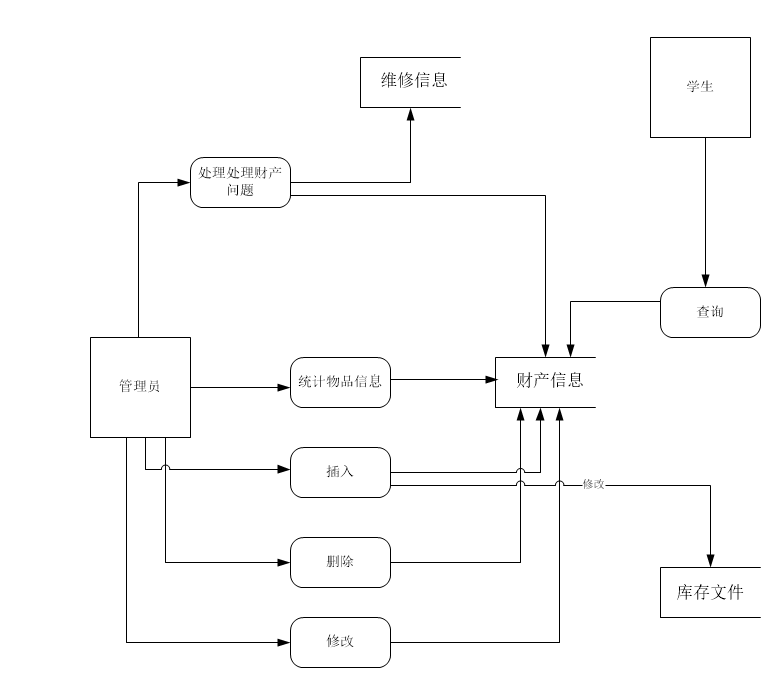 维修信息
学生
处理处理财产
问题
查询
管理员
统计物品信息
财产信息
插入
修改
删除
库存文件
修改